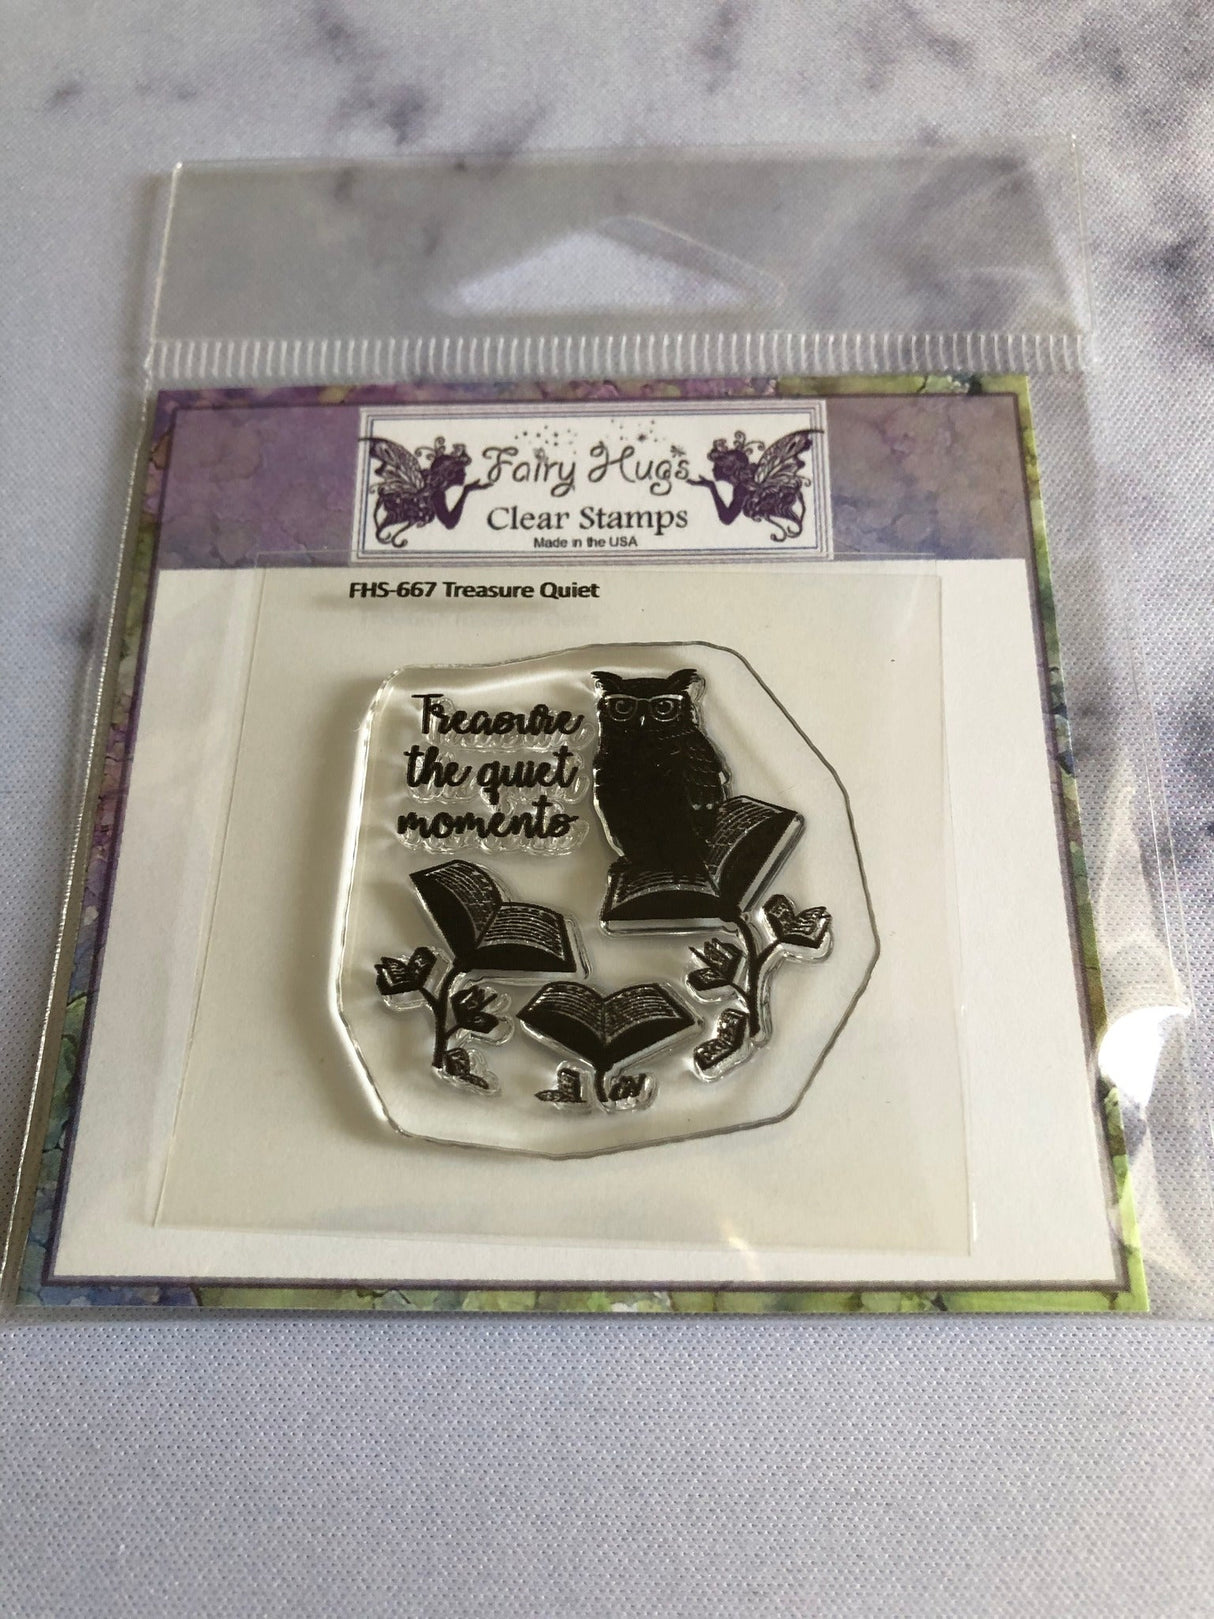 Fairy Hugs
Clear Stamps
Made in the USA
FHS-667 Treasure Quiet
Treasure
the quiet
moments